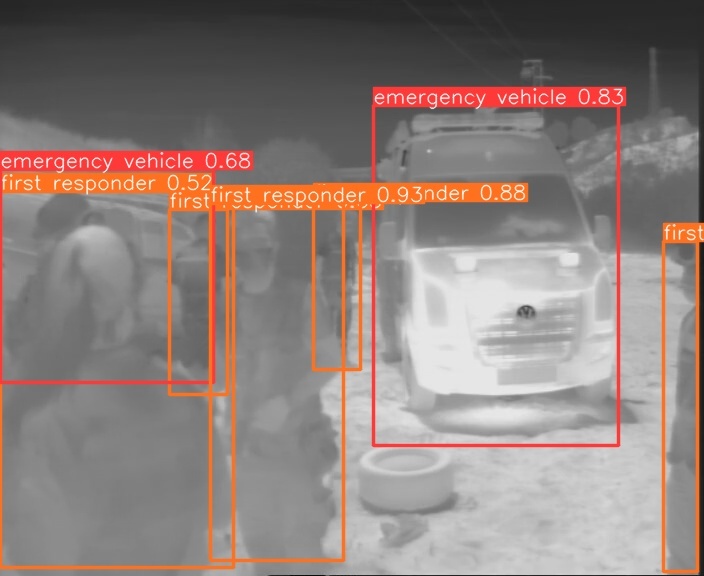 emergency vehicle 0.83
emergency vehicle 0.68
first responder 0.52
first responder 0.93
nder 0.88
first
first